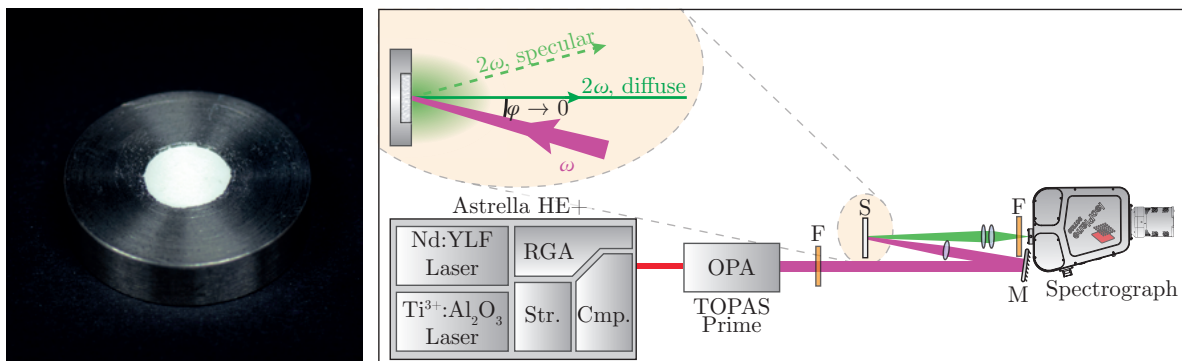 2ω, specular
2ω, diffuse
φ → 0
ω
Astrella HE+
Nd:YLF
Laser
RGA
Ti³⁺:Al₂O₃
Laser
Str.
Cmp.
OPA
TOPAS
Prime
F
S
F
M
IsoPlane
Spectrograph